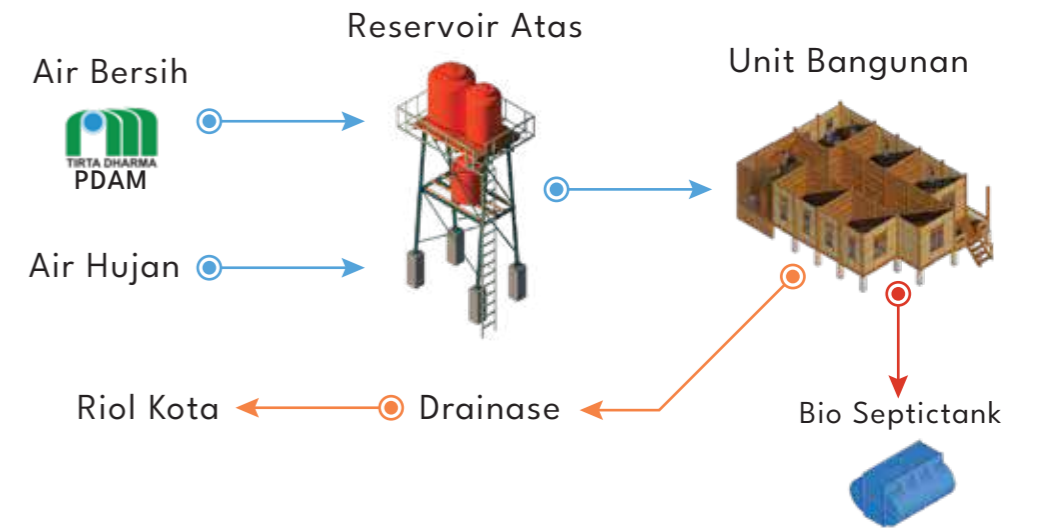 Reservoir Atas
Air Bersih
Unit Bangunan
TIRTA DHARMA
PDAM
Air Hujan
Riol Kota
Drainase
Bio Septictank